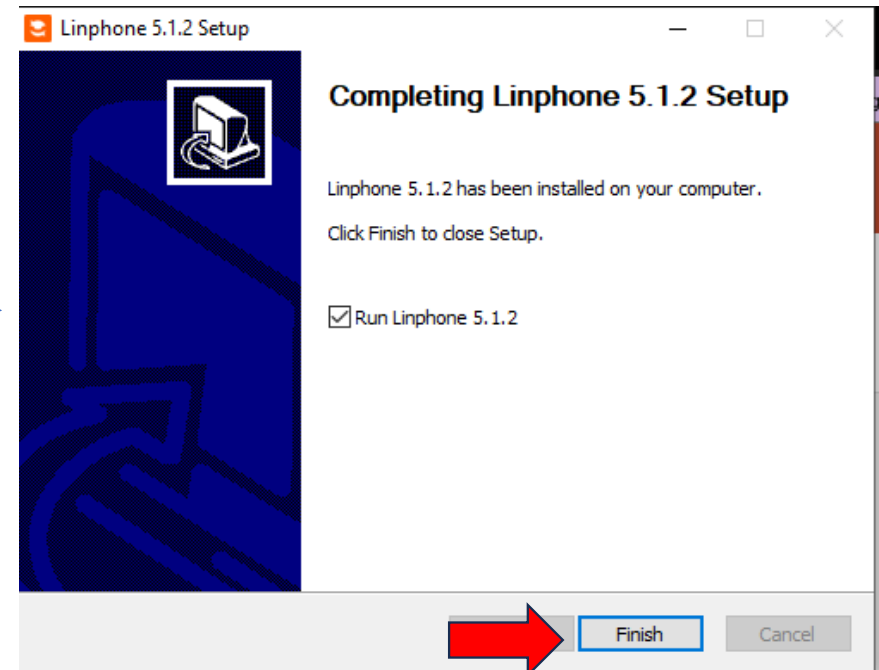 Linphone 5.1.2 Setup
Completing Linphone 5.1.2 Setup
Linphone 5.1.2 has been installed on your computer.
Click Finish to close Setup.
Run Linphone 5.1.2
Finish
Cancel